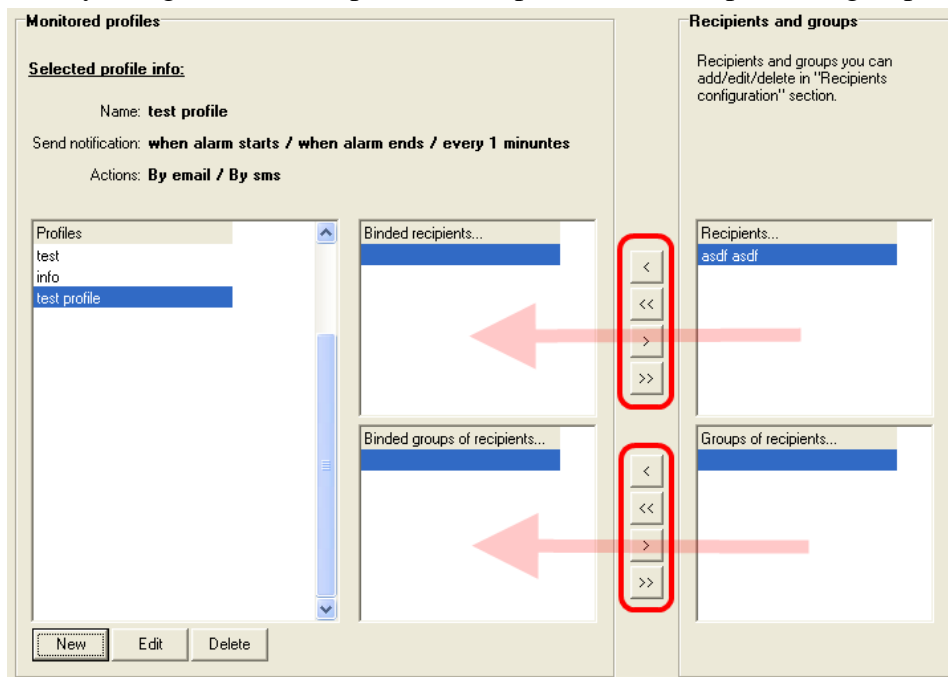 Monitored profiles
Recipients and groups
Selected profile info:
Recipients and groups you can
add/edit/delete in "Recipients
configuration" section.
Name: test profile
Send notification: when alarm starts / when alarm ends / every 1 minuntes
Actions: By email / By sms
Profiles
test
info
test profile
Binded recipients...
<
<<
>
>>
Recipients...
asdf asdf
Binded groups of recipients...
<
<<
>
>>
Groups of recipients...
New
Edit
Delete